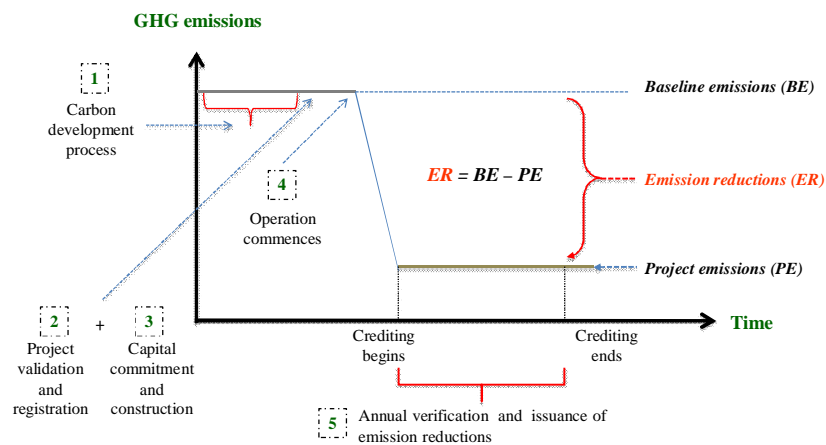 GHG emissions
1
Carbon
development
process
Baseline emissions (BE)
ER = BE – PE
Emission reductions (ER)
4
Operation
commences
Project emissions (PE)
Time
2
+
3
Project
validation
and
registration
Capital
commitment
and
construction
Crediting
begins
Crediting
ends
5
Annual verification and issuance of
emission reductions